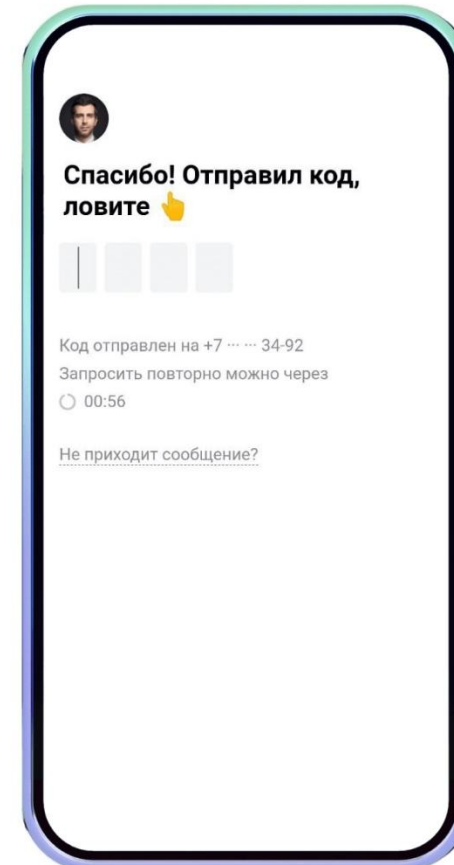 Спасибо! Отправил код,
ловите 👆
Код отправлен на +7 ··· ··· 34-92
Запросить повторно можно через
00:56
Не приходит сообщение?